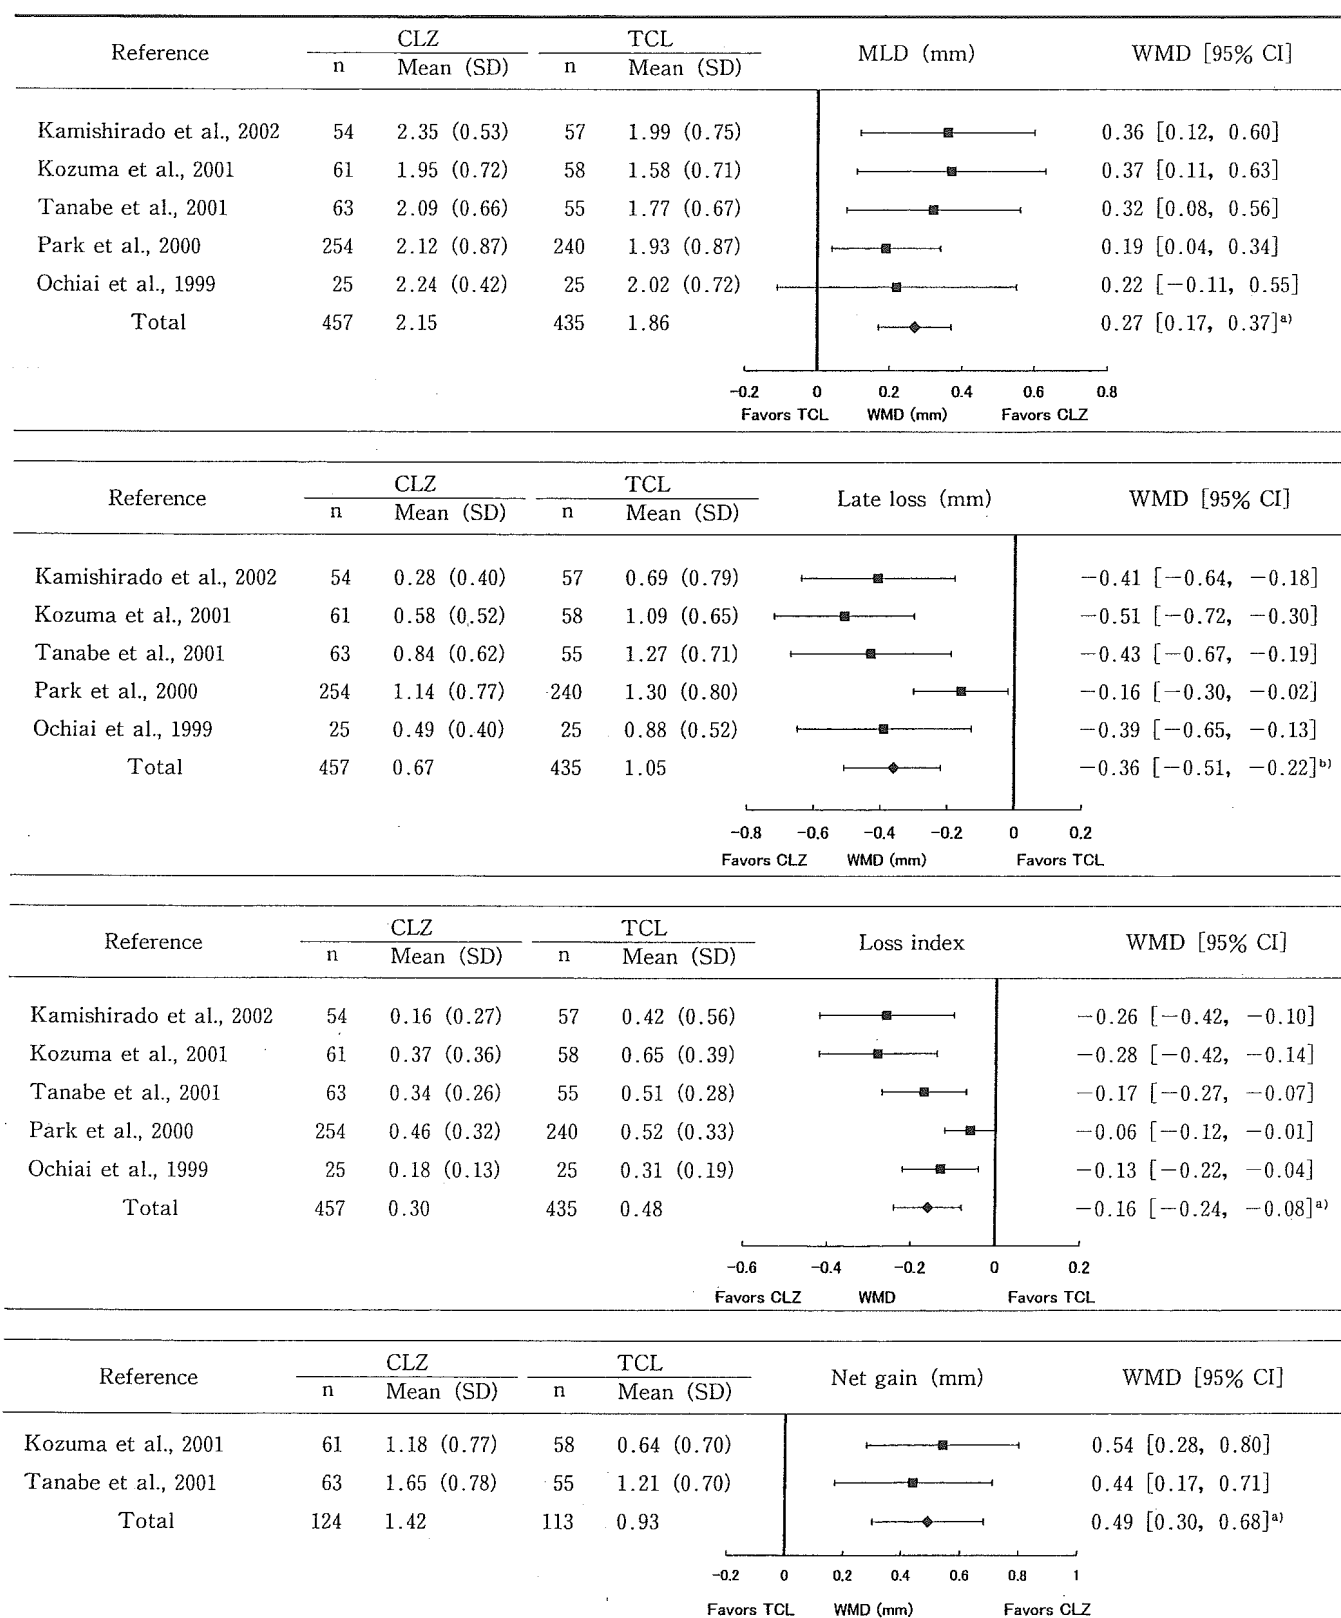 Reference CLZ TCL MLD (mm) WMD [95% CI]
n Mean (SD) n Mean (SD)
Kamishirado et al., 2002 54 2.35 (0.53) 57 1.99 (0.75) 0.36 [0.12, 0.60]
Kozuma et al., 2001 61 1.95 (0.72) 58 1.58 (0.71) 0.37 [0.11, 0.63]
Tanabe et al., 2001 63 2.09 (0.66) 55 1.77 (0.67) 0.32 [0.08, 0.56]
Park et al., 2000 254 2.12 (0.87) 240 1.93 (0.87) 0.19 [0.04, 0.34]
Ochiai et al., 1999 25 2.24 (0.42) 25 2.02 (0.72) 0.22 [−0.11, 0.55]
Total 457 2.15 435 1.86 0.27 [0.17, 0.37]a)
-0.2 0 0.2 0.4 0.6 0.8
Favors TCL WMD (mm) Favors CLZ
Reference CLZ TCL Late loss (mm) WMD [95% CI]
n Mean (SD) n Mean (SD)
Kamishirado et al., 2002 54 0.28 (0.40) 57 0.69 (0.79) −0.41 [−0.64, −0.18]
Kozuma et al., 2001 61 0.58 (0.52) 58 1.09 (0.65) −0.51 [−0.72, −0.30]
Tanabe et al., 2001 63 0.84 (0.62) 55 1.27 (0.71) −0.43 [−0.67, −0.19]
Park et al., 2000 254 1.14 (0.77) 240 1.30 (0.80) −0.16 [−0.30, −0.02]
Ochiai et al., 1999 25 0.49 (0.40) 25 0.88 (0.52) −0.39 [−0.65, −0.13]
Total 457 0.67 435 1.05 −0.36 [−0.51, −0.22]b)
-0.8 -0.6 -0.4 -0.2 0 0.2
Favors CLZ WMD (mm) Favors TCL
Reference CLZ TCL Loss index WMD [95% CI]
n Mean (SD) n Mean (SD)
Kamishirado et al., 2002 54 0.16 (0.27) 57 0.42 (0.56) −0.26 [−0.42, −0.10]
Kozuma et al., 2001 61 0.37 (0.36) 58 0.65 (0.39) −0.28 [−0.42, −0.14]
Tanabe et al., 2001 63 0.34 (0.26) 55 0.51 (0.28) −0.17 [−0.27, −0.07]
Park et al., 2000 254 0.46 (0.32) 240 0.52 (0.33) −0.06 [−0.12, −0.01]
Ochiai et al., 1999 25 0.18 (0.13) 25 0.31 (0.19) −0.13 [−0.22, −0.04]
Total 457 0.30 435 0.48 −0.16 [−0.24, −0.08]a)
-0.6 -0.4 -0.2 0 0.2
Favors CLZ WMD Favors TCL
Reference CLZ TCL Net gain (mm) WMD [95% CI]
n Mean (SD) n Mean (SD)
Kozuma et al., 2001 61 1.18 (0.77) 58 0.64 (0.70) 0.54 [0.28, 0.80]
Tanabe et al., 2001 63 1.65 (0.78) 55 1.21 (0.70) 0.44 [0.17, 0.71]
Total 124 1.42 113 0.93 0.49 [0.30, 0.68]a)
-0.2 0 0.2 0.4 0.6 0.8 1
Favors TCL WMD (mm) Favors CLZ